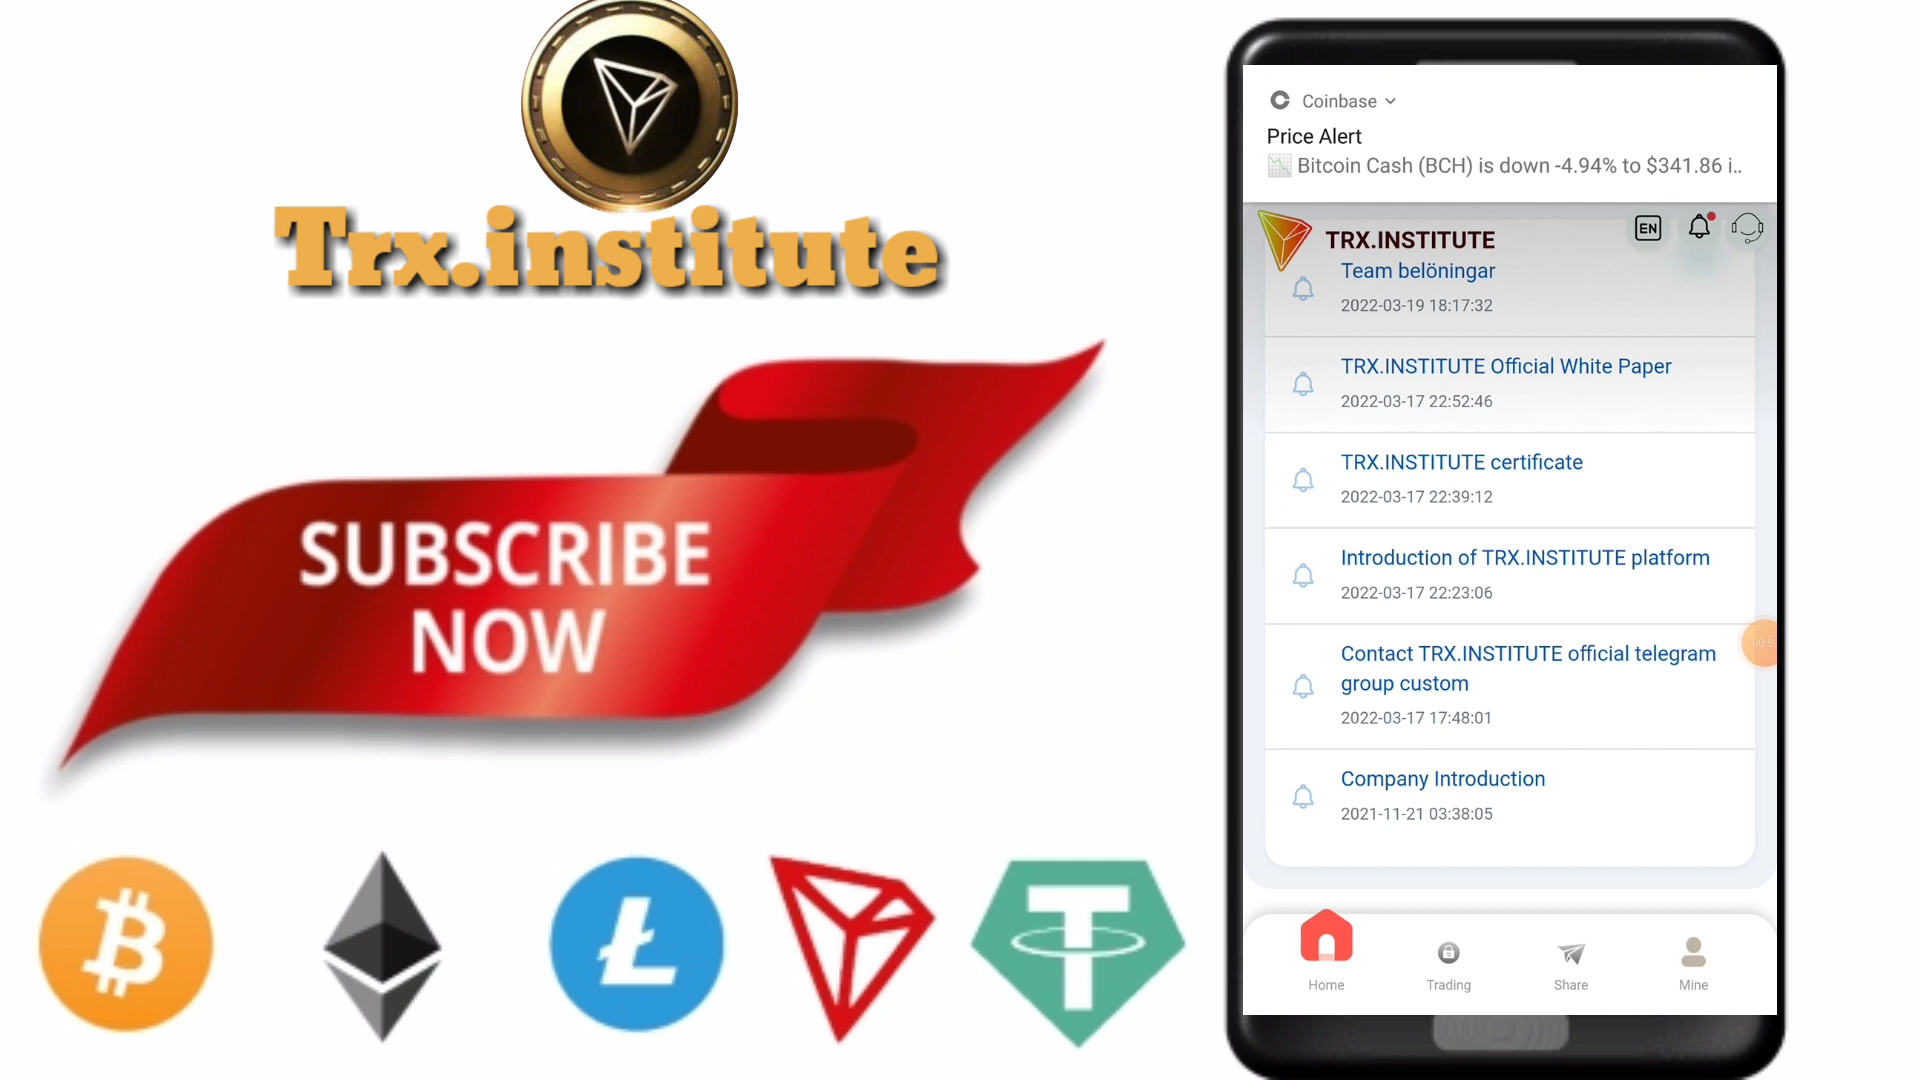 Trx.institute
SUBSCRIBE
NOW
Coinbase
Price Alert
Bitcoin Cash (BCH) is down -4.94% to $341.86 i..
TRX.INSTITUTE
EN
Team belöningar
2022-03-19 18:17:32
TRX.INSTITUTE Official White Paper
2022-03-17 22:52:46
TRX.INSTITUTE certificate
2022-03-17 22:39:12
Introduction of TRX.INSTITUTE platform
2022-03-17 22:23:06
Contact TRX.INSTITUTE official telegram
group custom
2022-03-17 17:48:01
Company Introduction
2021-11-21 03:38:05
Home
Trading
Share
Mine